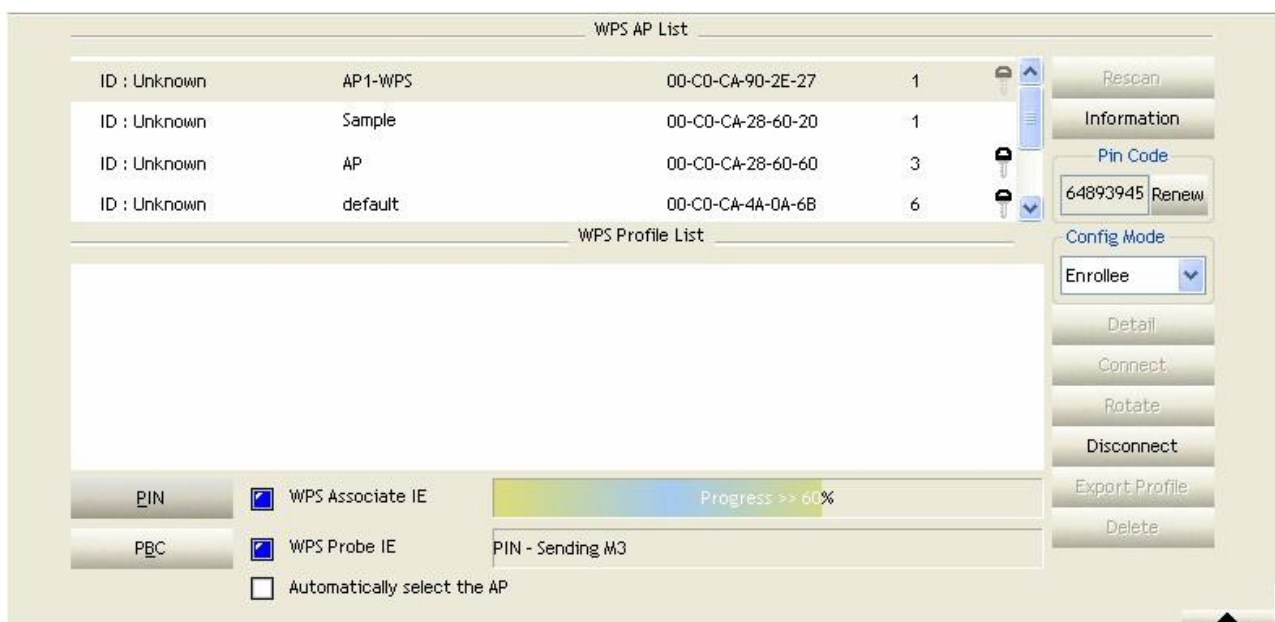 WPS AP List
ID : Unknown AP1-WPS 00-C0-CA-90-2E-27 1
Rescan
ID : Unknown Sample 00-C0-CA-28-60-20 1
Information
ID : Unknown AP 00-C0-CA-28-60-60 3
Pin Code
ID : Unknown default 00-C0-CA-4A-0A-6B 6
64893945 Renew
WPS Profile List
Config Mode
Enrollee
Detail
Connect
Rotate
Disconnect
Export Profile
Delete
PIN WPS Associate IE Progress >> 60%
PBC WPS Probe IE PIN - Sending M3
Automatically select the AP